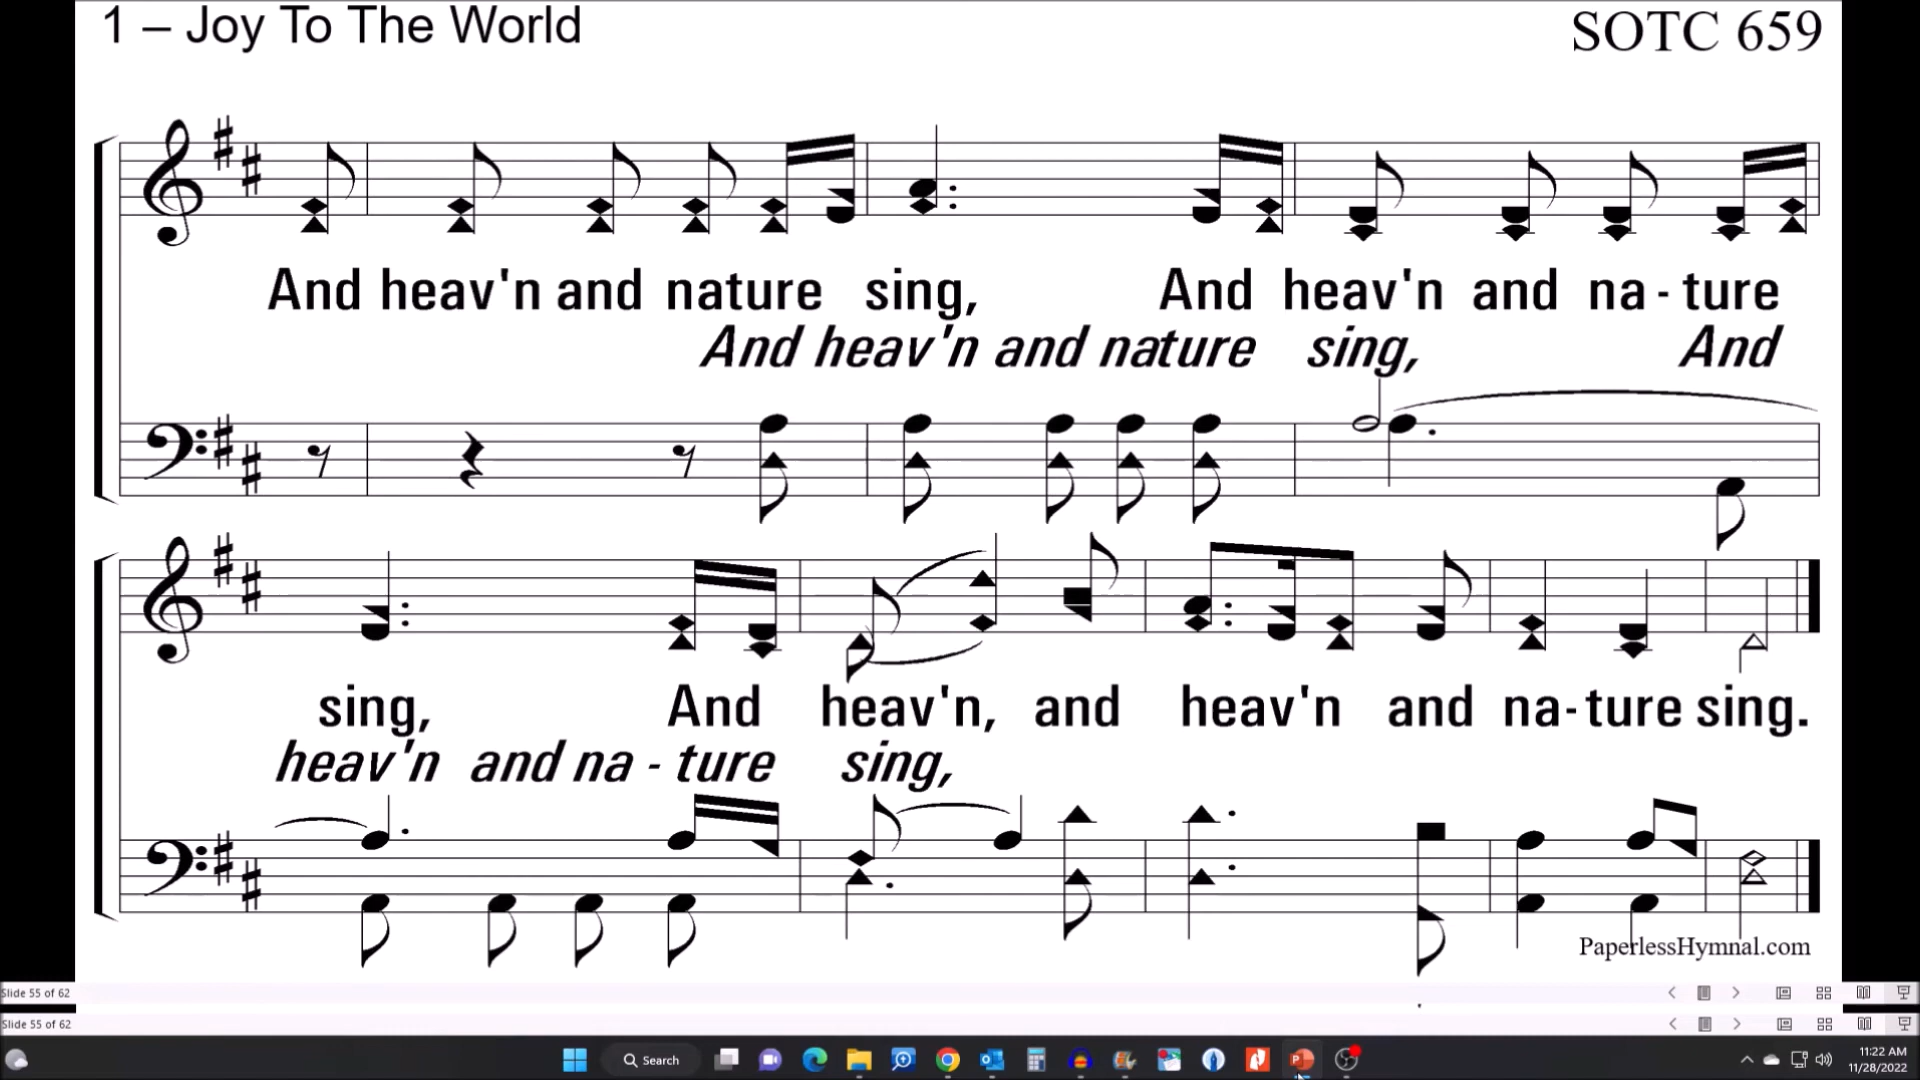 1 – Joy To The World
SOTC 659
And heav'n and nature sing, And heav'n and na - ture
And heav'n and nature sing, And
sing, And heav'n, and heav'n and na - ture sing.
heav'n and na - ture sing,
PaperlessHymnal.com
Slide 55 of 62
Slide 55 of 62
Search
11:22 AM
11/28/2022